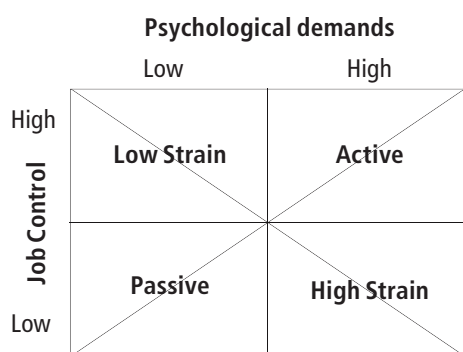 Psychological demands
Low High
High
Low Strain Active
Job Control
Passive High Strain
Low